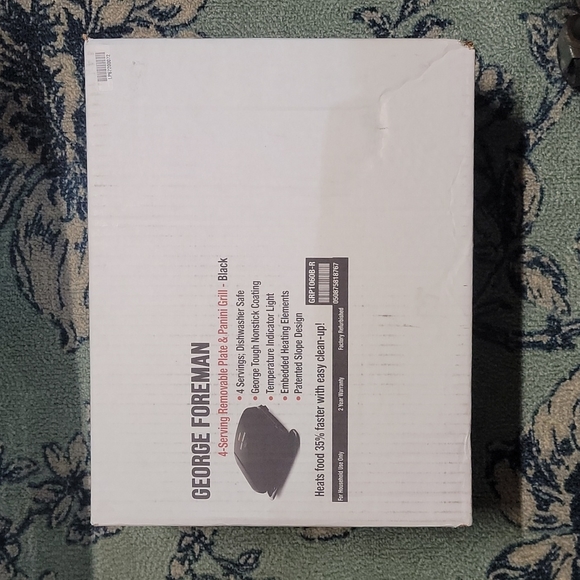 GEORGE FOREMAN
4-Serving Removable Plate & Panini Grill - Black
• 4 Servings; Dishwasher Safe
• George Tough Nonstick Coating
• Temperature Indicator Light
• Embedded Heating Elements
• Patented Slope Design
Heats food 35% faster with easy clean-up!
GRP1060B-R
050875818767
For Household Use Only
2 Year Warranty
Factory Refurbished